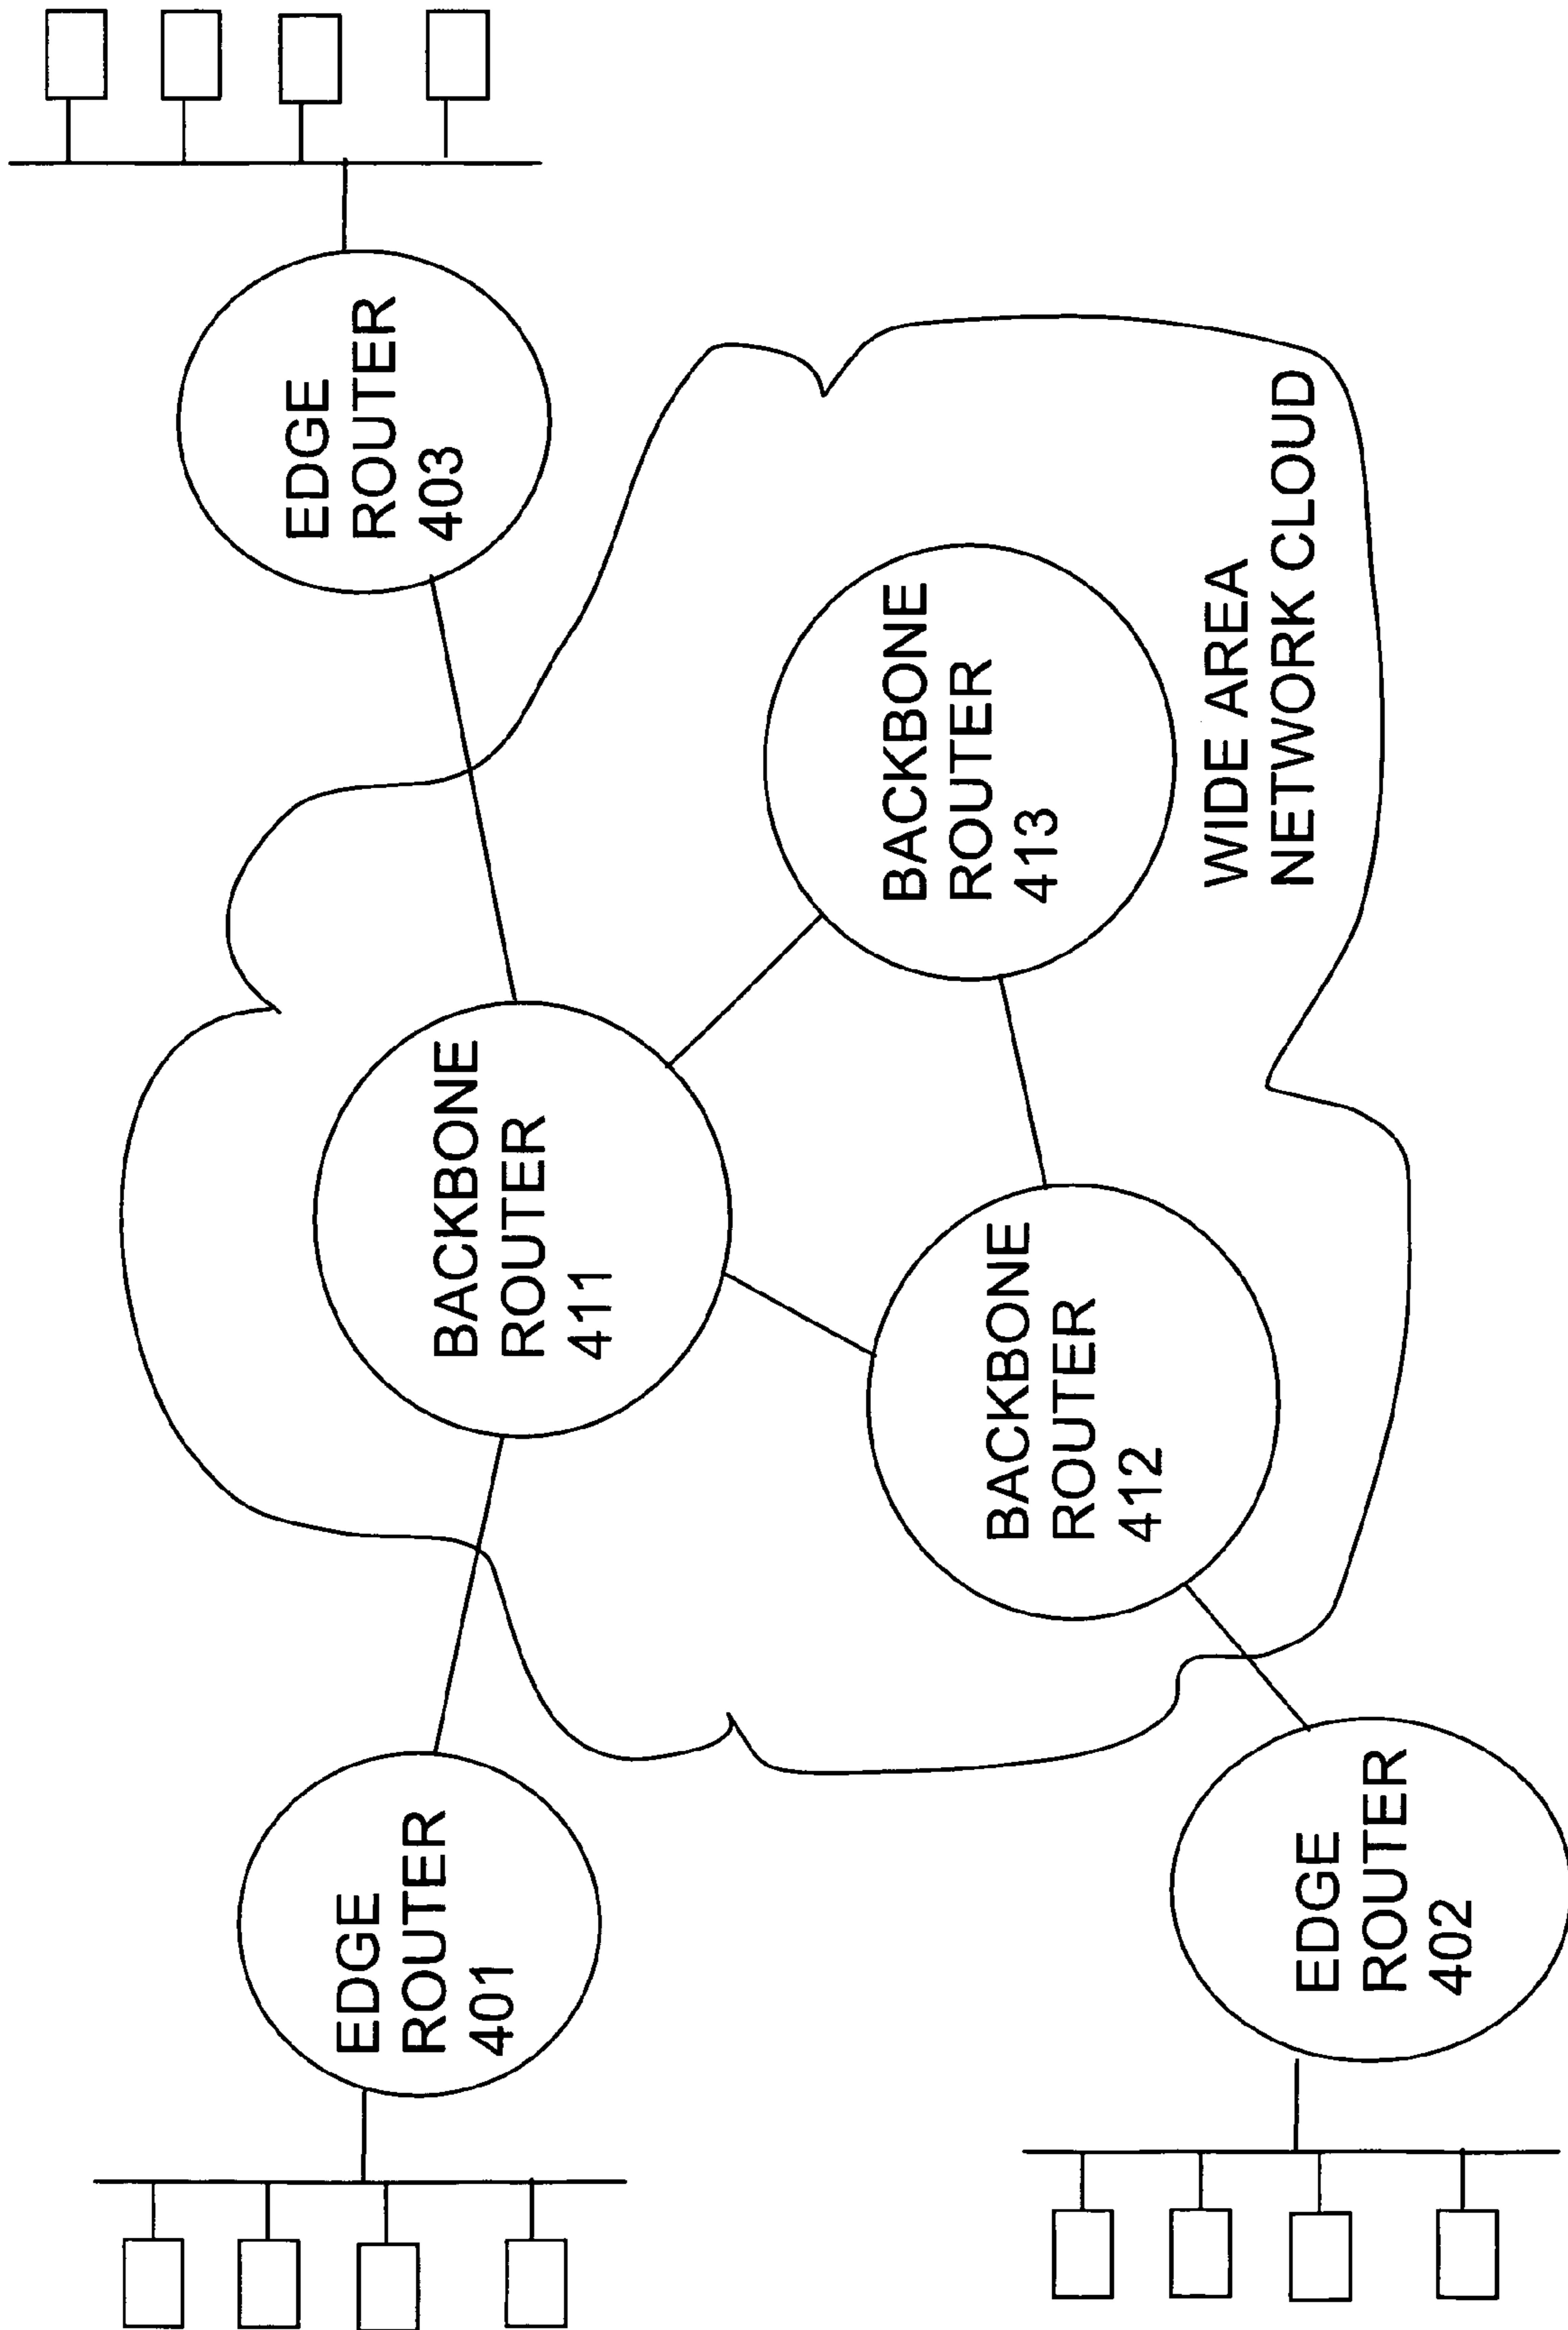 EDGE
ROUTER
401
BACKBONE
ROUTER
411
EDGE
ROUTER
403
BACKBONE
ROUTER
412
BACKBONE
ROUTER
413
EDGE
ROUTER
402
WIDE AREA
NETWORK CLOUD